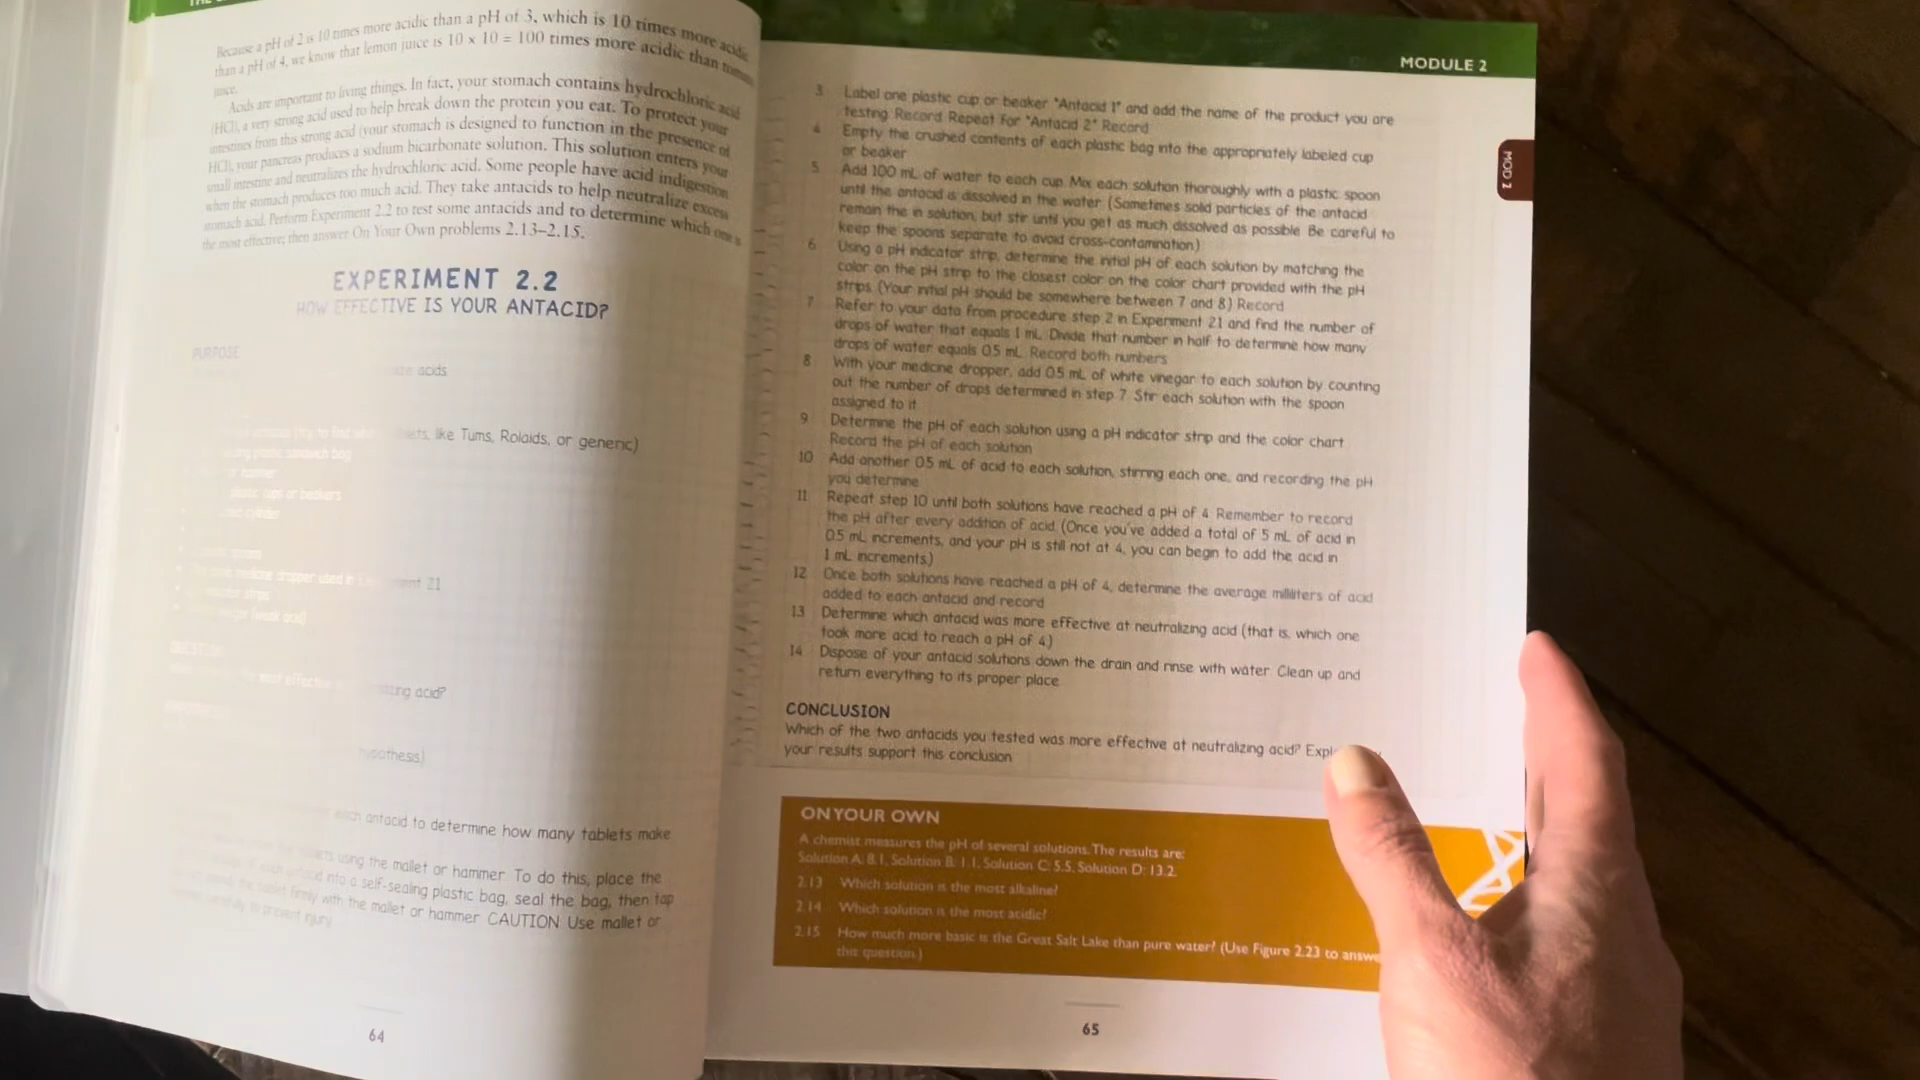 Because a pH of 2 is 10 times more acidic than a pH of 3, which is 10 times more acidic
than a pH of 4, we know that lemon juice is 10 x 10 = 100 times more acidic than tomato
juice.
Acids are important to living things. In fact, your stomach contains hydrochloric acid
(HCl), a very strong acid used to help break down the protein you eat. To protect your
intestines from this strong acid (your stomach is designed to function in the presence of
HCl), your pancreas produces a sodium bicarbonate solution. This solution enters your
small intestine and neutralizes the hydrochloric acid. Some people have acid indigestion
when the stomach produces too much acid. They take antacids to help neutralize excess
stomach acid. Perform Experiment 2.2 to test some antacids and to determine which one is
the most effective; then answer On Your Own problems 2.13–2.15.
EXPERIMENT 2.2
HOW EFFECTIVE IS YOUR ANTACID?
PURPOSE
acids
like Tums, Rolaids, or generic)
plastic sandwich bag
or hammer
plastic cups or beakers
cylinder
medicine dropper used in 2.1
strips
QUESTION
most effective acid?
hypothesis)
each antacid to determine how many tablets make
using the mallet or hammer. To do this, place the
into a self-sealing plastic bag, seal the bag, then tap
firmly with the mallet or hammer. CAUTION: Use mallet or
carefully to prevent injury.
64
MODULE 2
MOD 2
3. Label one plastic cup or beaker "Antacid 1" and add the name of the product you are
testing. Record. Repeat for "Antacid 2." Record.
4. Empty the crushed contents of each plastic bag into the appropriately labeled cup
or beaker.
5. Add 100 mL of water to each cup. Mix each solution thoroughly with a plastic spoon
until the antacid is dissolved in the water. (Sometimes solid particles of the antacid
remain the in solution, but stir until you get as much dissolved as possible. Be careful to
keep the spoons separate to avoid cross-contamination.)
6. Using a pH indicator strip, determine the initial pH of each solution by matching the
color on the pH strip to the closest color on the color chart provided with the pH
strips. (Your initial pH should be somewhere between 7 and 8.) Record.
7. Refer to your data from procedure step 2 in Experiment 2.1 and find the number of
drops of water that equals 1 mL. Divide that number in half to determine how many
drops of water equals 0.5 mL. Record both numbers.
8. With your medicine dropper, add 0.5 mL of white vinegar to each solution by counting
out the number of drops determined in step 7. Stir each solution with the spoon
assigned to it.
9. Determine the pH of each solution using a pH indicator strip and the color chart.
Record the pH of each solution.
10. Add another 0.5 mL of acid to each solution, stirring each one, and recording the pH
you determine.
11. Repeat step 10 until both solutions have reached a pH of 4. Remember to record
the pH after every addition of acid. (Once you've added a total of 5 mL of acid in
0.5 mL increments, and your pH is still not at 4, you can begin to add the acid in
1 mL increments.)
12. Once both solutions have reached a pH of 4, determine the average milliliters of acid
added to each antacid and record.
13. Determine which antacid was more effective at neutralizing acid (that is, which one
took more acid to reach a pH of 4.)
14. Dispose of your antacid solutions down the drain and rinse with water. Clean up and
return everything to its proper place.
CONCLUSION
Which of the two antacids you tested was more effective at neutralizing acid?
your results support this conclusion.
ON YOUR OWN
A chemist measures the pH of several solutions. The results are:
Solution A: 8.1, Solution B: 1.1, Solution C: 5.5, Solution D: 13.2.
2.13 Which solution is the most alkaline?
2.14 Which solution is the most acidic?
2.15 How much more basic is the Great Salt Lake than pure water? (Use Figure 2.23 to
this question.)
65